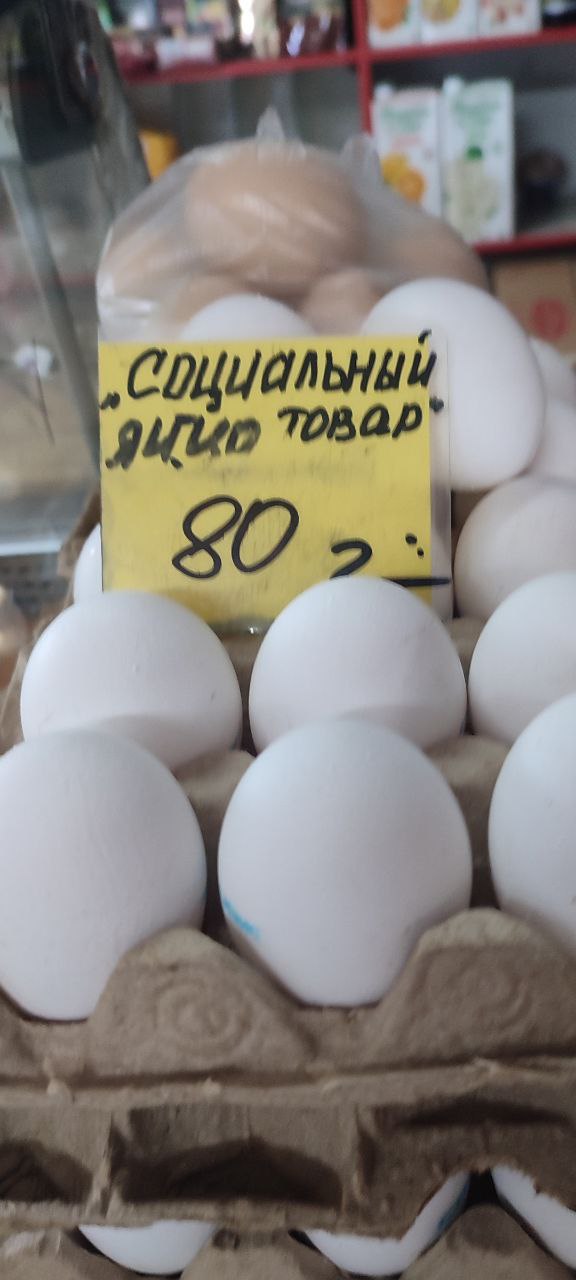 "Социальный
яйцо товар"
80